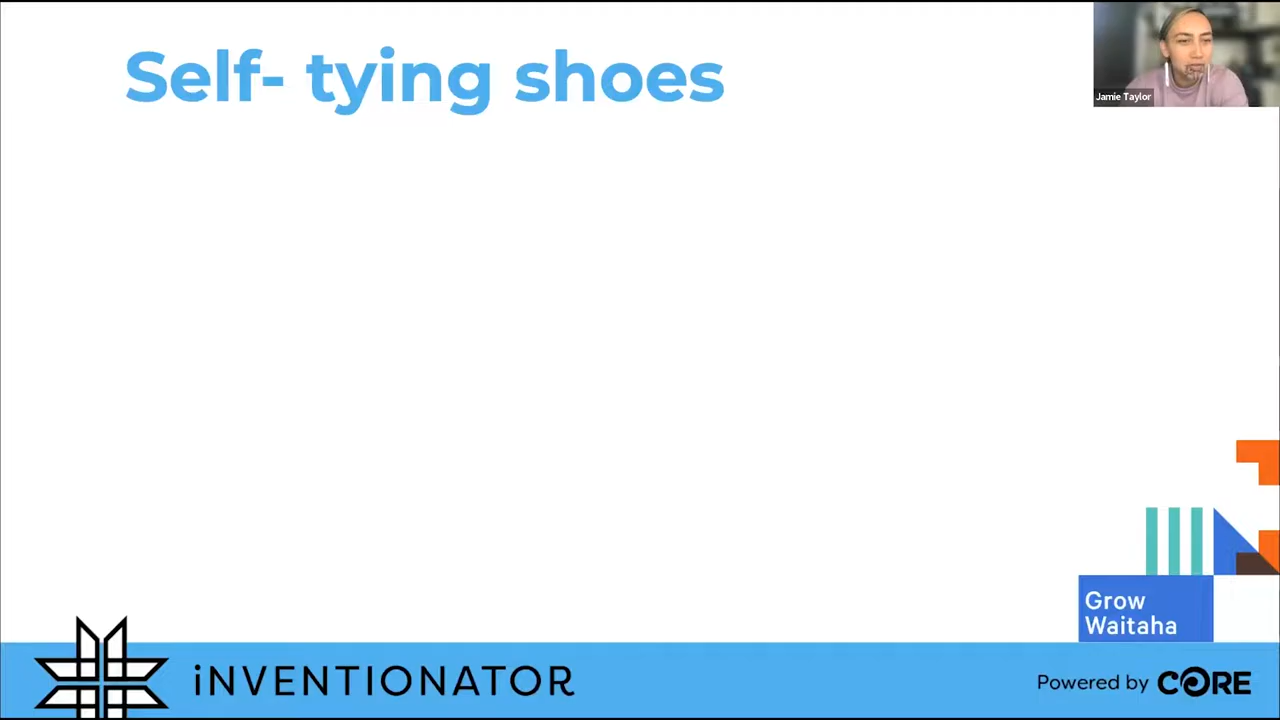 Self- tying shoes
Jamie Taylor
Grow
Waitaha
iNVENTIONATOR
Powered by CORE